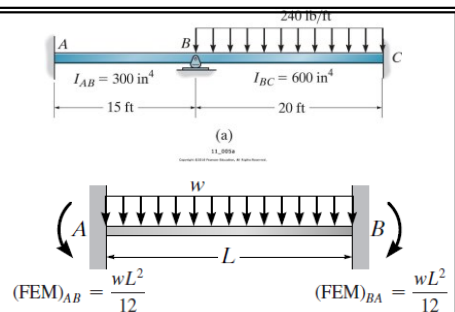 240 lb/ft
A B C
I_AB = 300 in⁴ I_BC = 600 in⁴
15 ft 20 ft
(a)
11_005a
w
A B
L
(FEM)_AB = wL²/12 (FEM)_BA = wL²/12